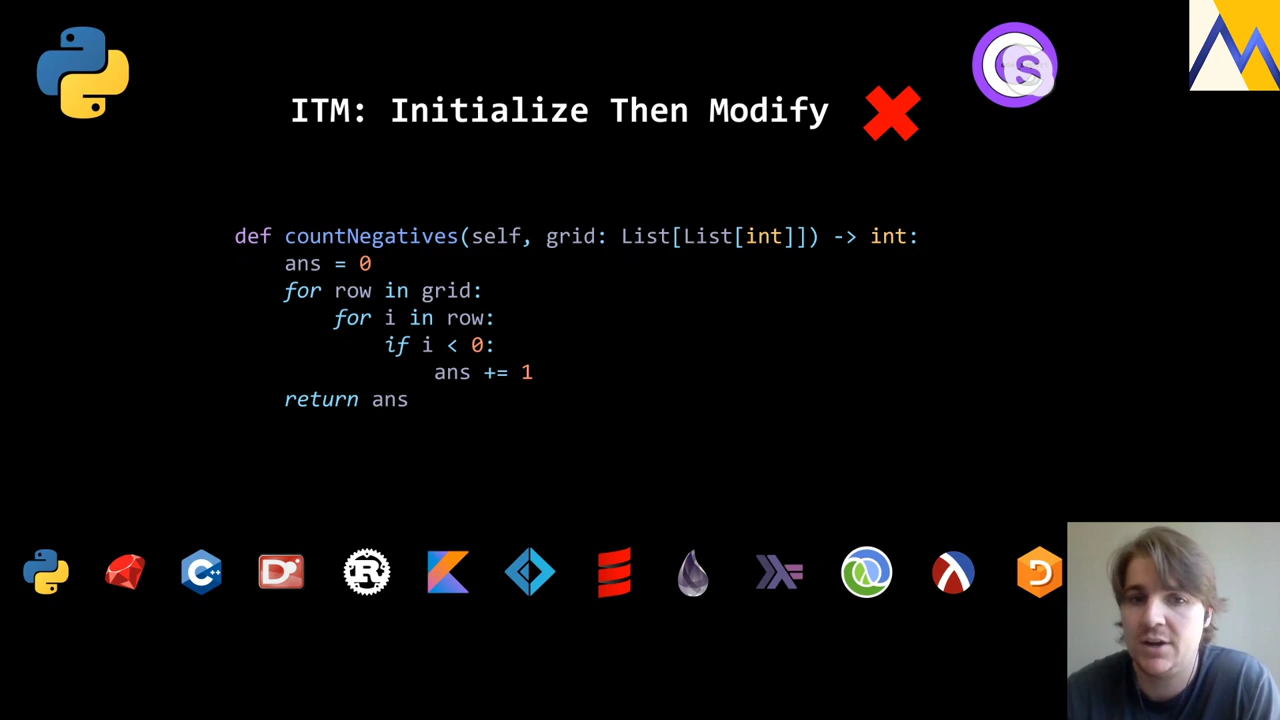 ITM: Initialize Then Modify
def countNegatives(self, grid: List[List[int]]) -> int:
    ans = 0
    for row in grid:
        for i in row:
            if i < 0:
                ans += 1
    return ans